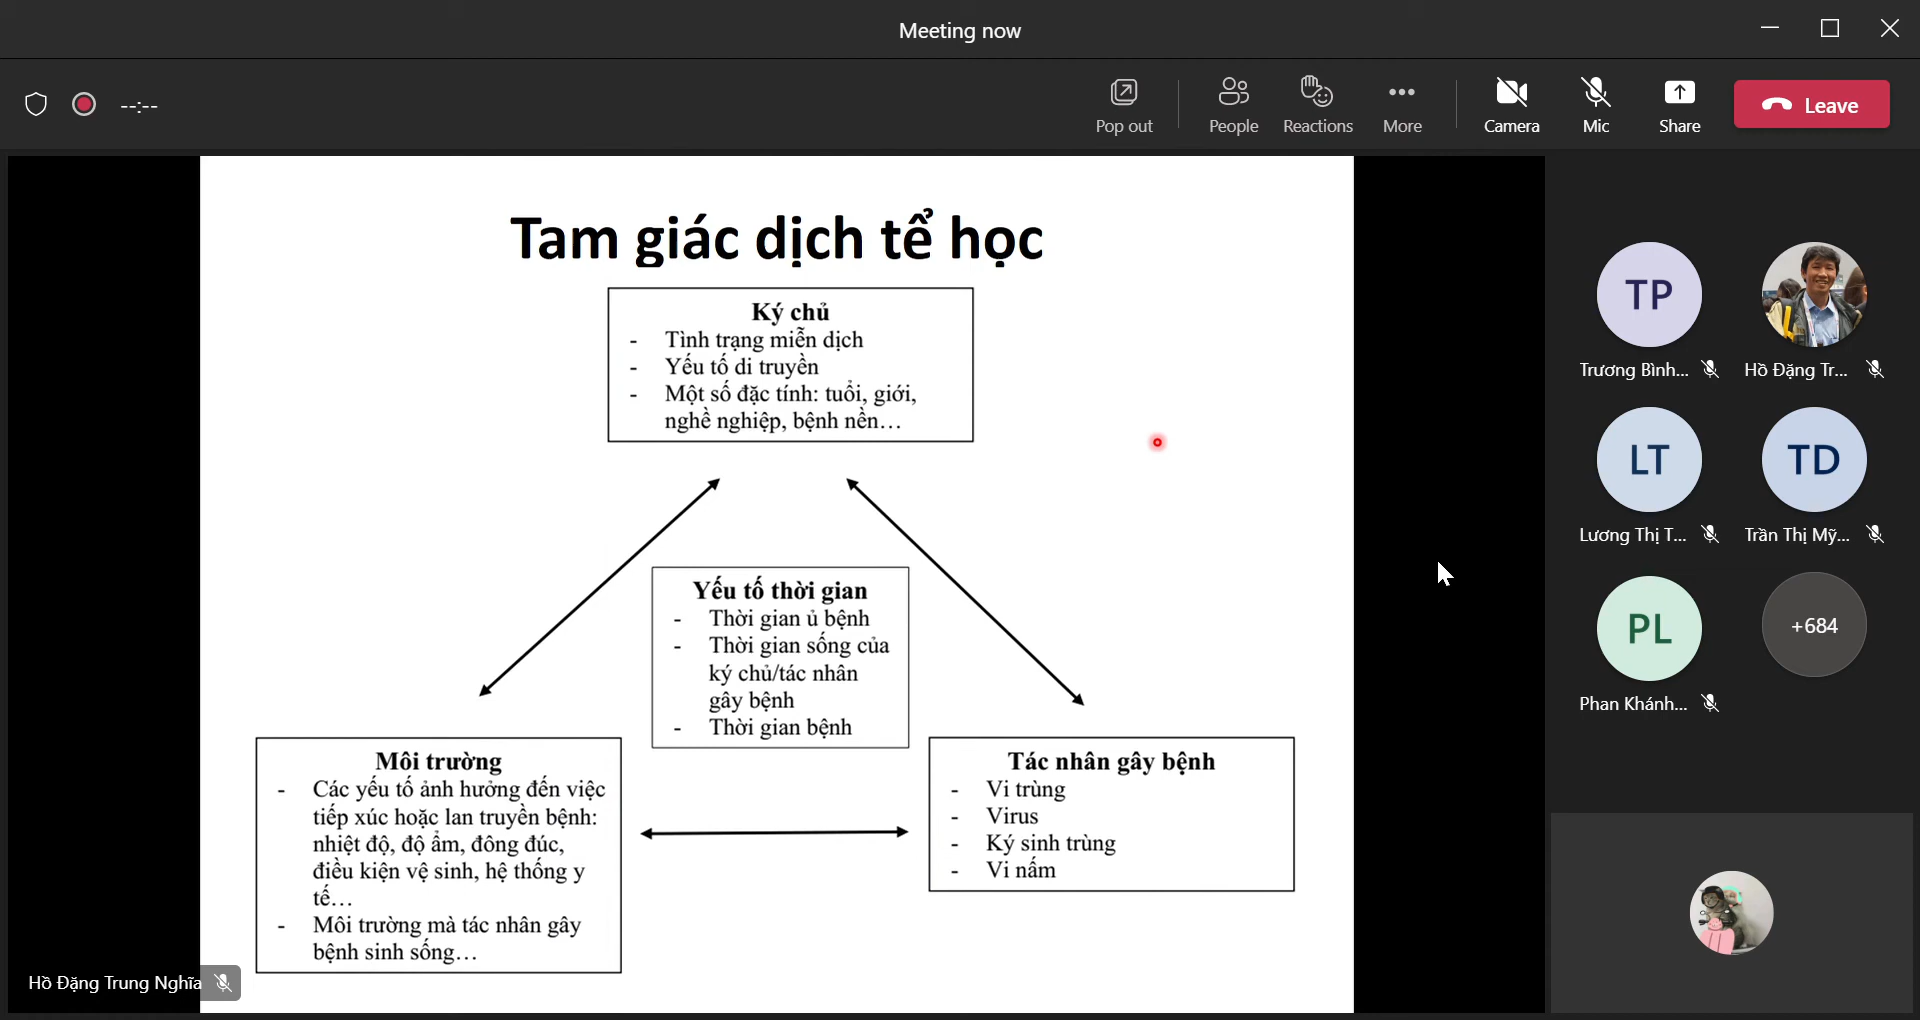 Meeting now
--:--
Pop out
People
Reactions
More
Camera
Mic
Share
Leave
Tam giác dịch tể học
Ký chủ
- Tình trạng miễn dịch
- Yếu tố di truyền
- Một số đặc tính: tuổi, giới,
nghề nghiệp, bệnh nền...
Yếu tố thời gian
- Thời gian ủ bệnh
- Thời gian sống của
ký chủ/tác nhân
gây bệnh
- Thời gian bệnh
Môi trường
- Các yếu tố ảnh hưởng đến việc
tiếp xúc hoặc lan truyền bệnh:
nhiệt độ, độ ẩm, đông đúc,
điều kiện vệ sinh, hệ thống y
tế...
- Môi trường mà tác nhân gây
bệnh sinh sống...
Tác nhân gây bệnh
- Vi trùng
- Virus
- Ký sinh trùng
- Vi nấm
Hồ Đặng Trung Nghĩa
TP
Trương Bình...
Hồ Đặng Tr...
LT
Lương Thị T...
TD
Trần Thị Mỹ...
PL
Phan Khánh...
+684